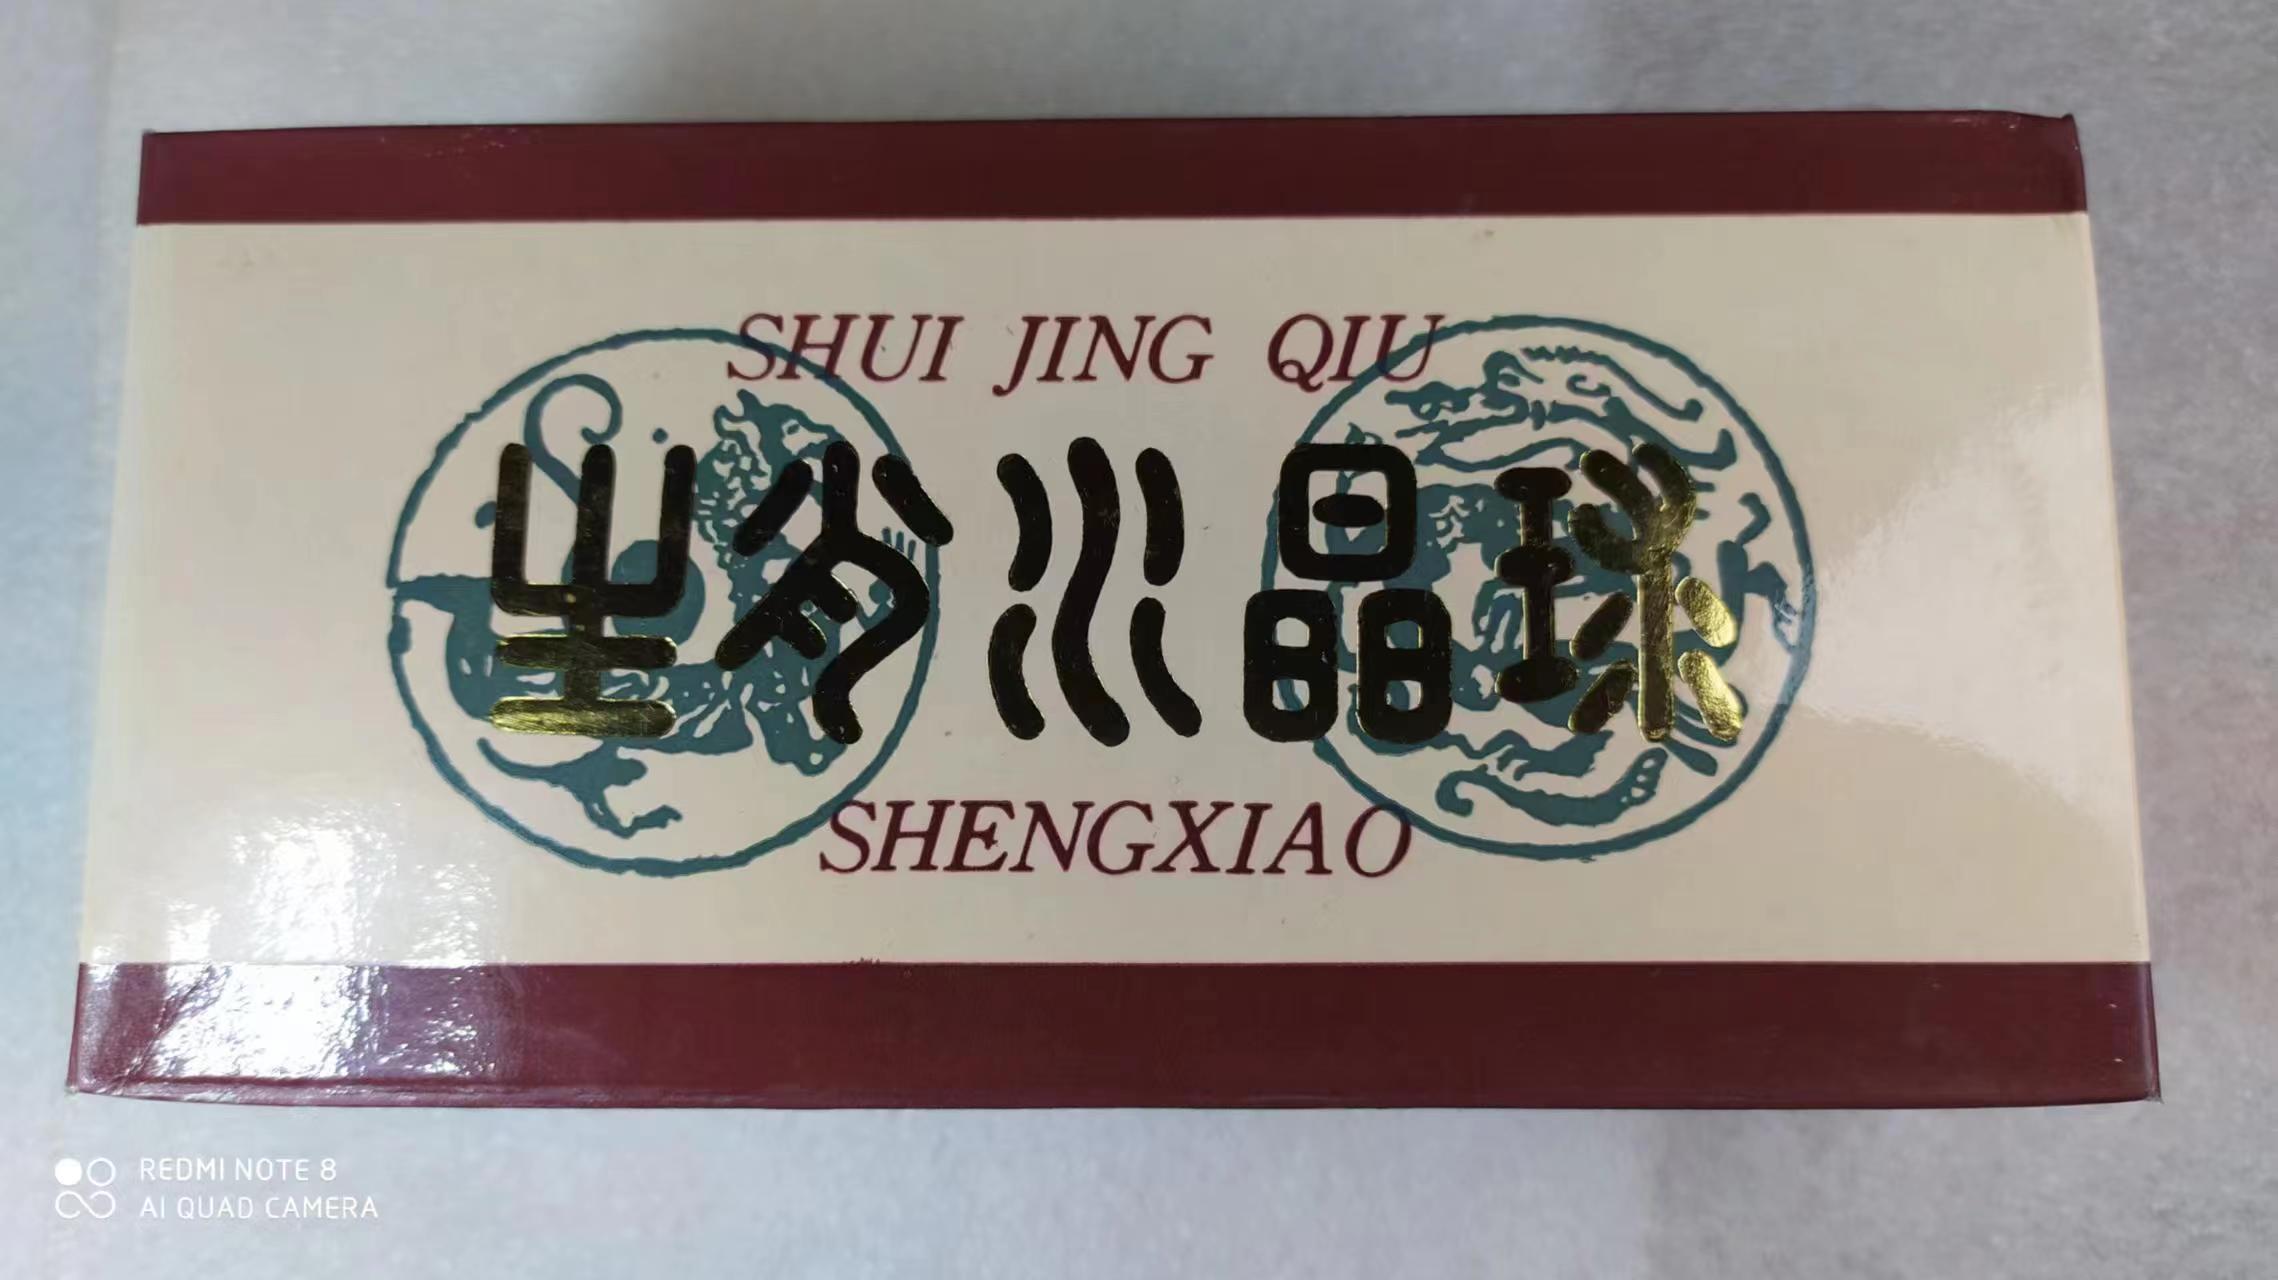 SHUI JING QIU
生肖水晶球
SHENGXIAO
REDMI NOTE 8
AI QUAD CAMERA